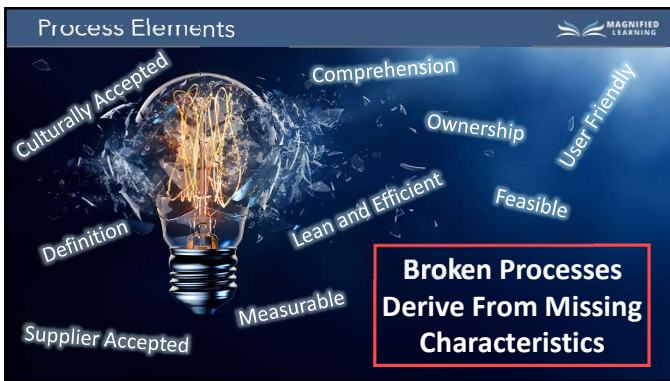 Process Elements
MAGNIFIED
LEARNING
Culturally Accepted
Comprehension
User Friendly
Ownership
Lean and Efficient
Feasible
Definition
Measurable
Supplier Accepted
Broken Processes
Derive From Missing
Characteristics